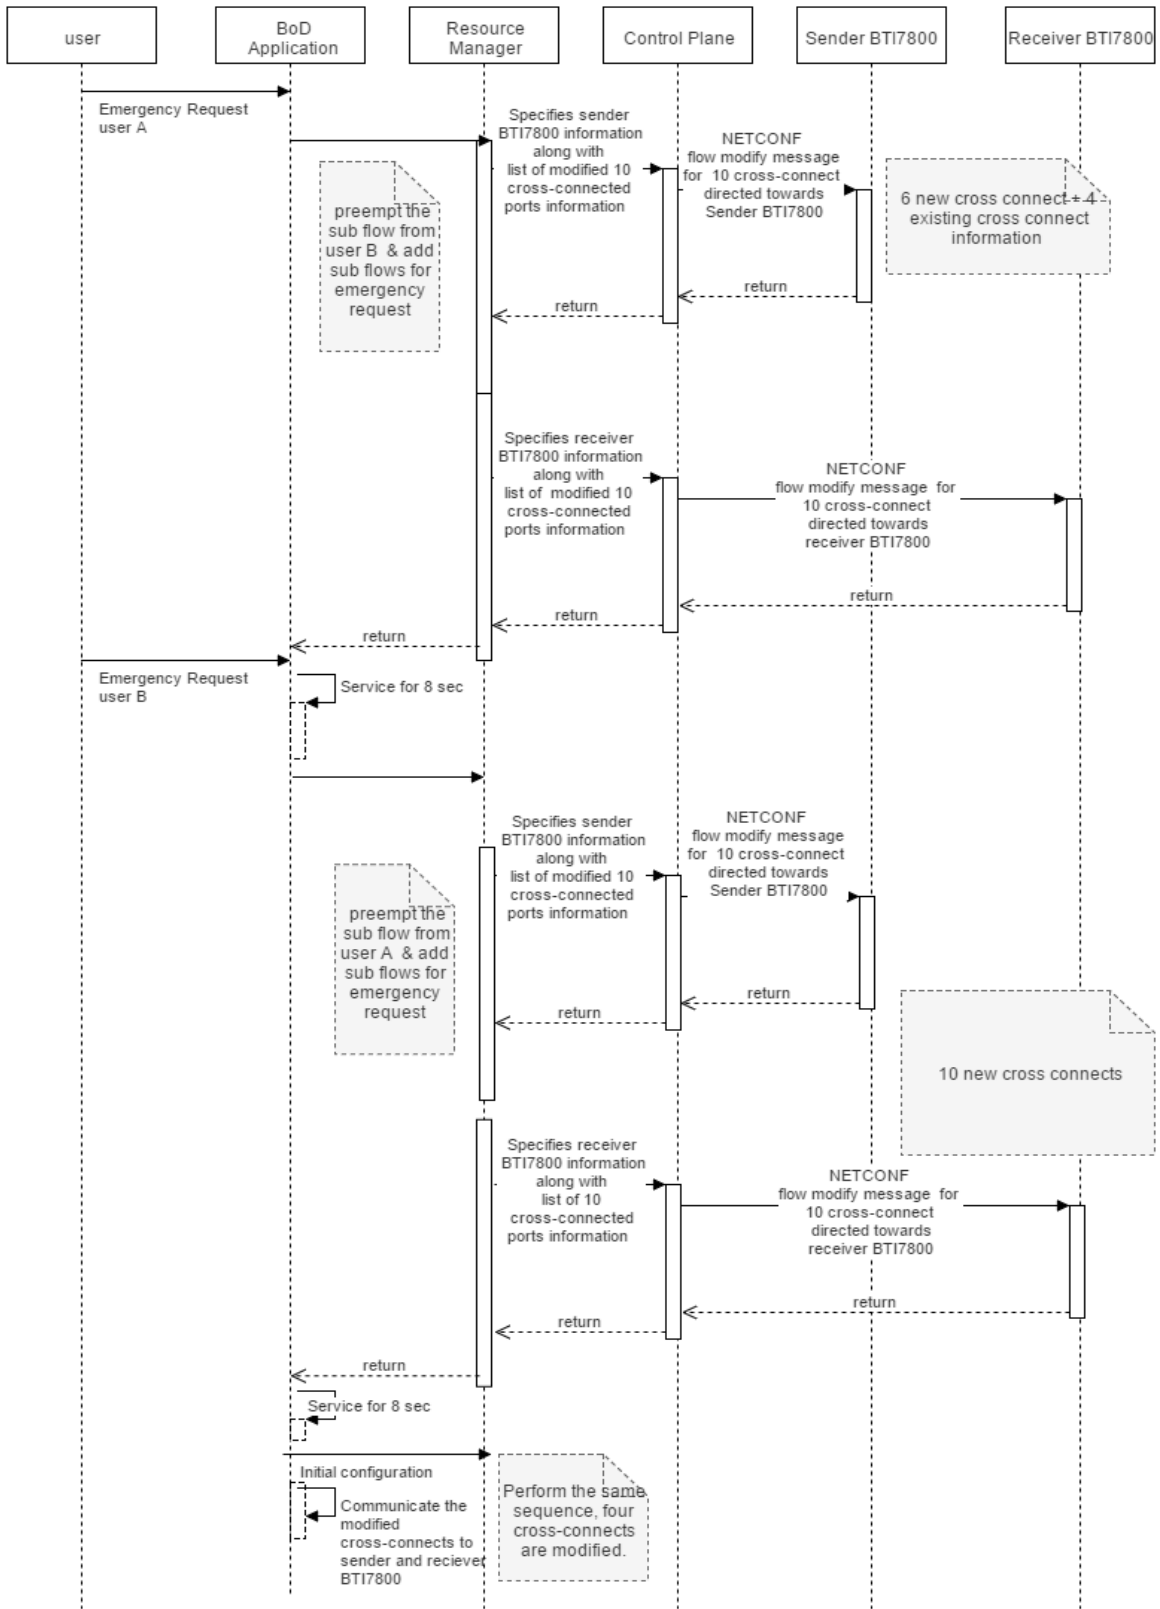 user
BoD
Application
Resource
Manager
Control Plane
Sender BTI7800
Receiver BTI7800
Emergency Request
user A
Specifies sender
BTI7800 information
along with
list of modified 10
cross-connected
ports information
NETCONF
flow modify message
for 10 cross-connect
directed towards
Sender BTI7800
6 new cross connect + 4
existing cross connect
information
preempt the
sub flow from
user B & add
sub flows for
emergency
request
return
return
Specifies receiver
BTI7800 information
along with
list of modified 10
cross-connected
ports information
NETCONF
flow modify message for
10 cross-connect
directed towards
receiver BTI7800
return
return
return
Emergency Request
user B
Service for 8 sec
Specifies sender
BTI7800 information
along with
list of modified 10
cross-connected
ports information
NETCONF
flow modify message
for 10 cross-connect
directed towards
Sender BTI7800
preempt the
sub flow from
user A & add
sub flows for
emergency
request
return
return
10 new cross connects
Specifies receiver
BTI7800 information
along with
list of 10
cross-connected
ports information
NETCONF
flow modify message for
10 cross-connect
directed towards
receiver BTI7800
return
return
return
Service for 8 sec
Initial configuration
Communicate the
modified
cross-connects to
sender and reciever
BTI7800
Perform the same
sequence, four
cross-connects
are modified.